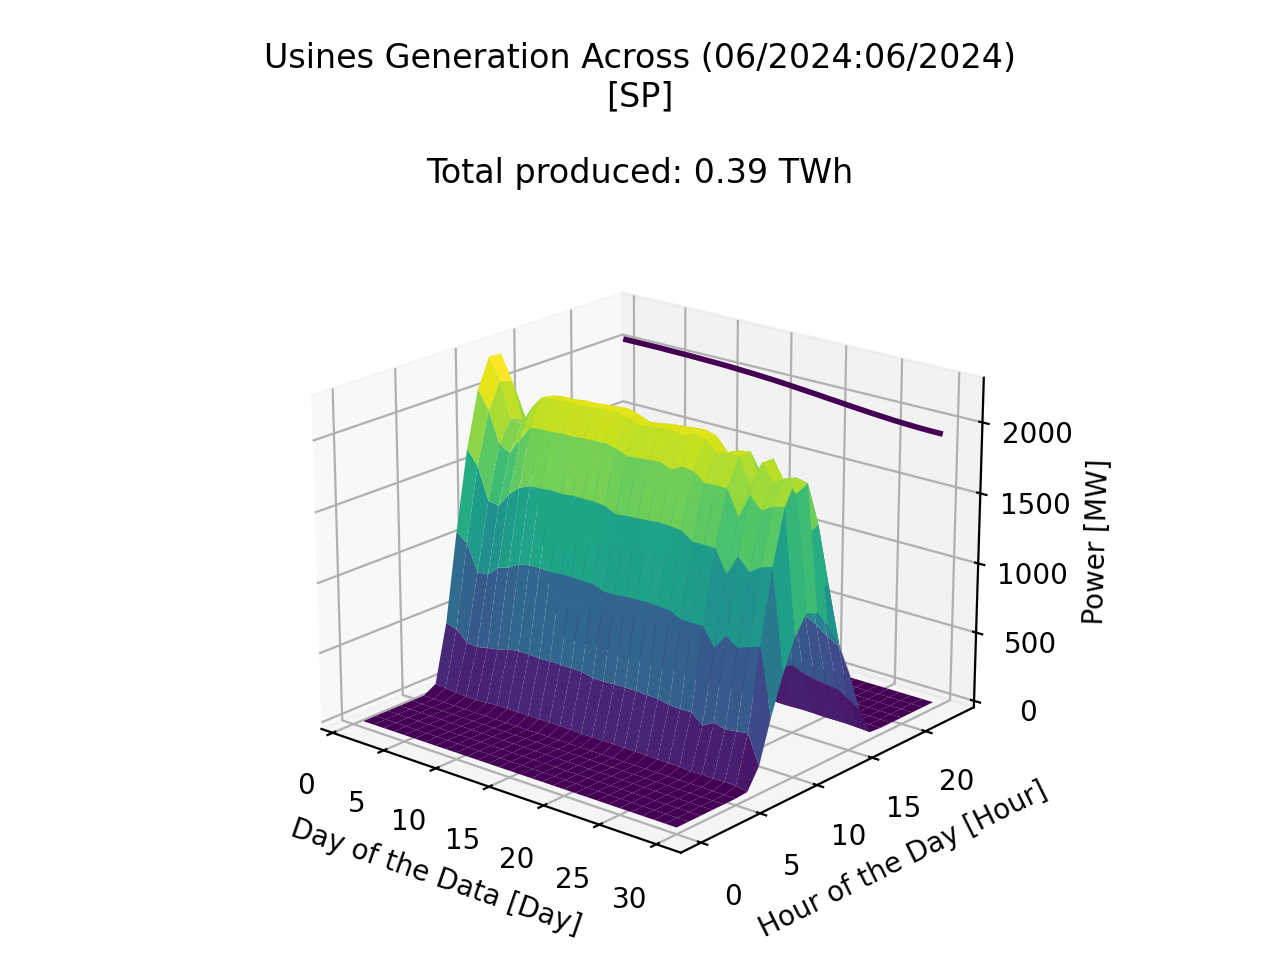 Usines Generation Across (06/2024:06/2024)
[SP]
Total produced: 0.39 TWh
2000
1500
1000
500
0
Power [MW]
0
5
10
15
20
25
30
Day of the Data [Day]
0
5
10
15
20
Hour of the Day [Hour]